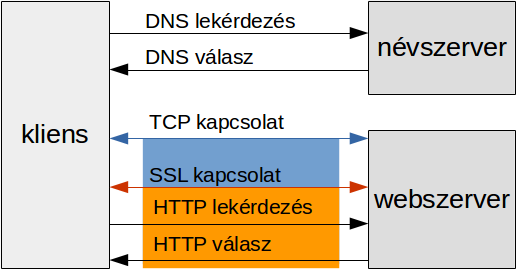 DNS lekérdezés
névszerver
DNS válasz
kliens
TCP kapcsolat
SSL kapcsolat
webszerver
HTTP lekérdezés
HTTP válasz